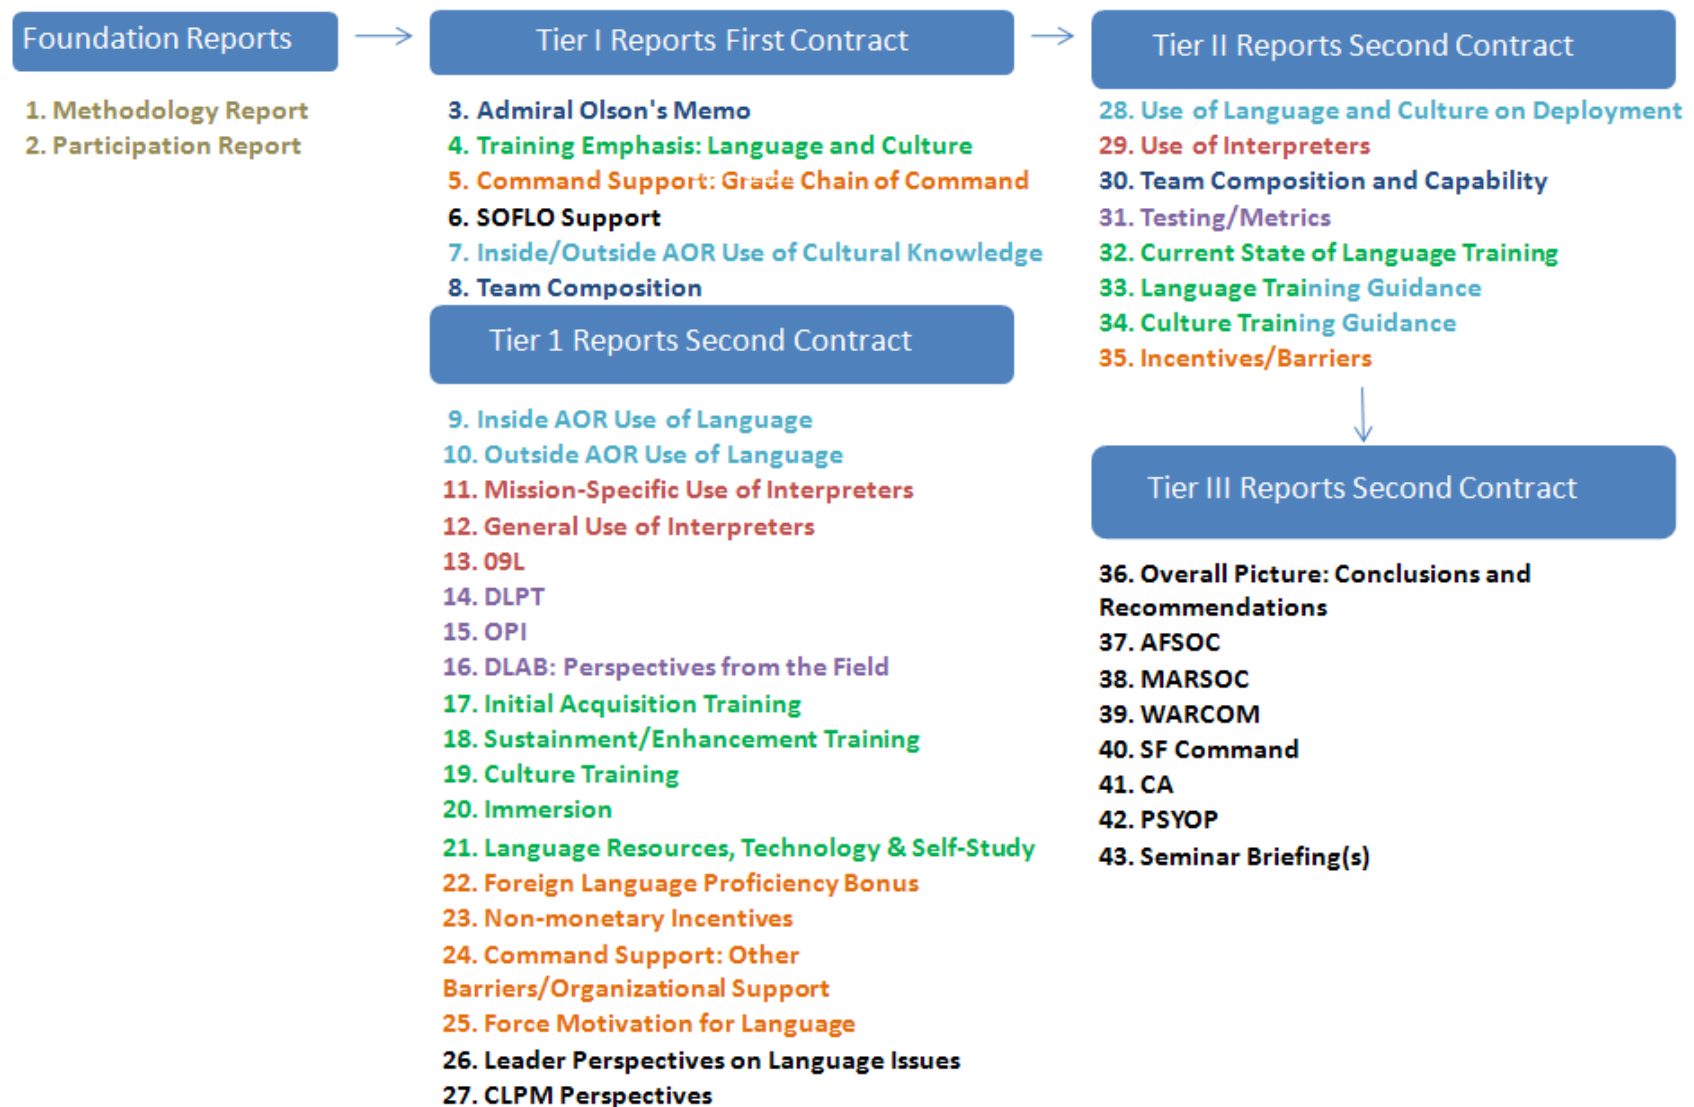 Foundation Reports
1. Methodology Report
2. Participation Report
Tier I Reports First Contract
3. Admiral Olson's Memo
4. Training Emphasis: Language and Culture
5. Command Support: Grade Chain of Command
6. SOFLO Support
7. Inside/Outside AOR Use of Cultural Knowledge
8. Team Composition
Tier 1 Reports Second Contract
9. Inside AOR Use of Language
10. Outside AOR Use of Language
11. Mission-Specific Use of Interpreters
12. General Use of Interpreters
13. 09L
14. DLPT
15. OPI
16. DLAB: Perspectives from the Field
17. Initial Acquisition Training
18. Sustainment/Enhancement Training
19. Culture Training
20. Immersion
21. Language Resources, Technology & Self-Study
22. Foreign Language Proficiency Bonus
23. Non-monetary Incentives
24. Command Support: Other
Barriers/Organizational Support
25. Force Motivation for Language
26. Leader Perspectives on Language Issues
27. CLPM Perspectives
Tier II Reports Second Contract
28. Use of Language and Culture on Deployment
29. Use of Interpreters
30. Team Composition and Capability
31. Testing/Metrics
32. Current State of Language Training
33. Language Training Guidance
34. Culture Training Guidance
35. Incentives/Barriers
Tier III Reports Second Contract
36. Overall Picture: Conclusions and
Recommendations
37. AFSOC
38. MARSOC
39. WARCOM
40. SF Command
41. CA
42. PSYOP
43. Seminar Briefing(s)